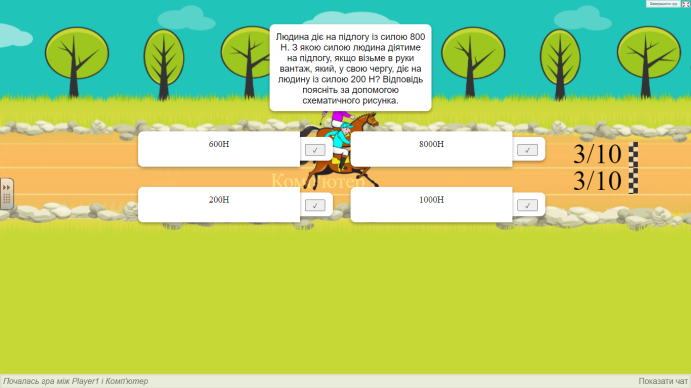 Завершити гру
Людина діє на підлогу із силою 800
Н. З якою силою людина діятиме
на підлогу, якщо візьме в руки
вантаж, який, у свою чергу, діє на
людину із силою 200 Н? Відповідь
поясніть за допомогою
схематичного рисунка.
600Н
8000Н
3/10
Комп'ютер
3/10
200Н
1000Н
Почалась гра між Player1 і Комп'ютер
Показати чат